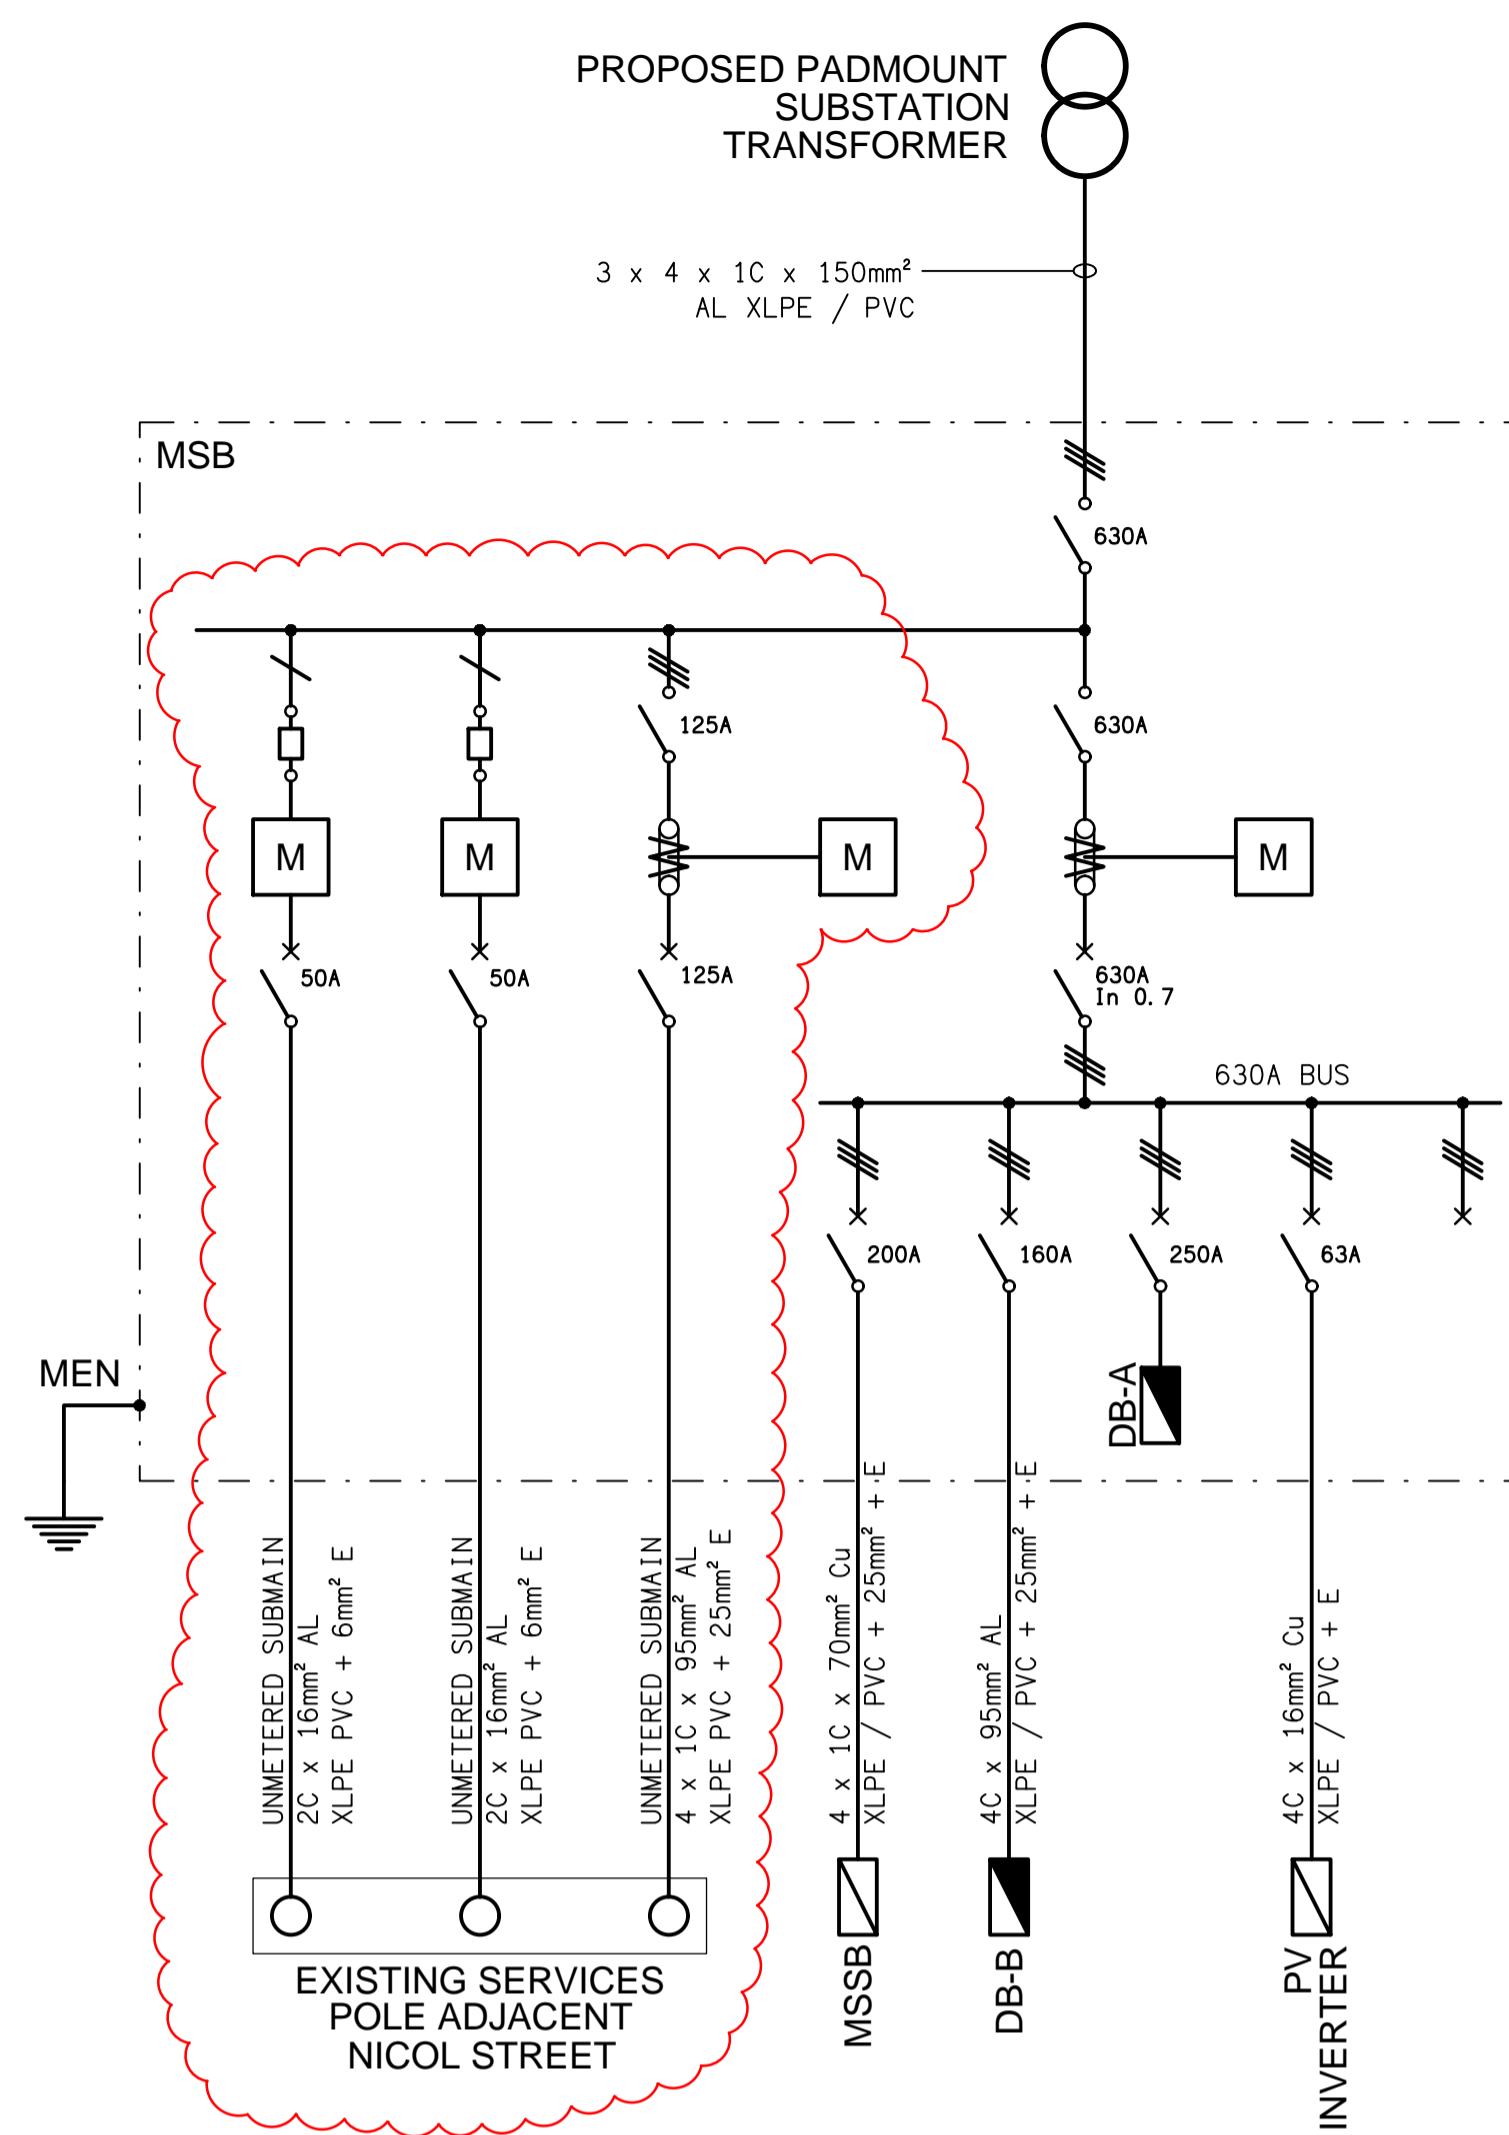 PROPOSED PADMOUNT
SUBSTATION
TRANSFORMER
3 x 4 x 1C x 150mm²
AL XLPE / PVC
MSB
630A
125A
630A
M
M
M
M
50A
50A
125A
630A
In 0.7
630A BUS
200A
160A
250A
63A
MEN
DB-A
UNMETERED SUBMAIN
2C x 16mm² AL
XLPE PVC + 6mm² E
UNMETERED SUBMAIN
2C x 16mm² AL
XLPE PVC + 6mm² E
UNMETERED SUBMAIN
4 x 1C x 95mm² AL
XLPE PVC + 25mm² E
4 x 1C x 70mm² Cu
XLPE / PVC + 25mm² + E
4C x 95mm² AL
XLPE / PVC + 25mm² + E
4C x 16mm² Cu
XLPE / PVC + E
EXISTING SERVICES
POLE ADJACENT
NICOL STREET
MSSB
DB-B
PV
INVERTER